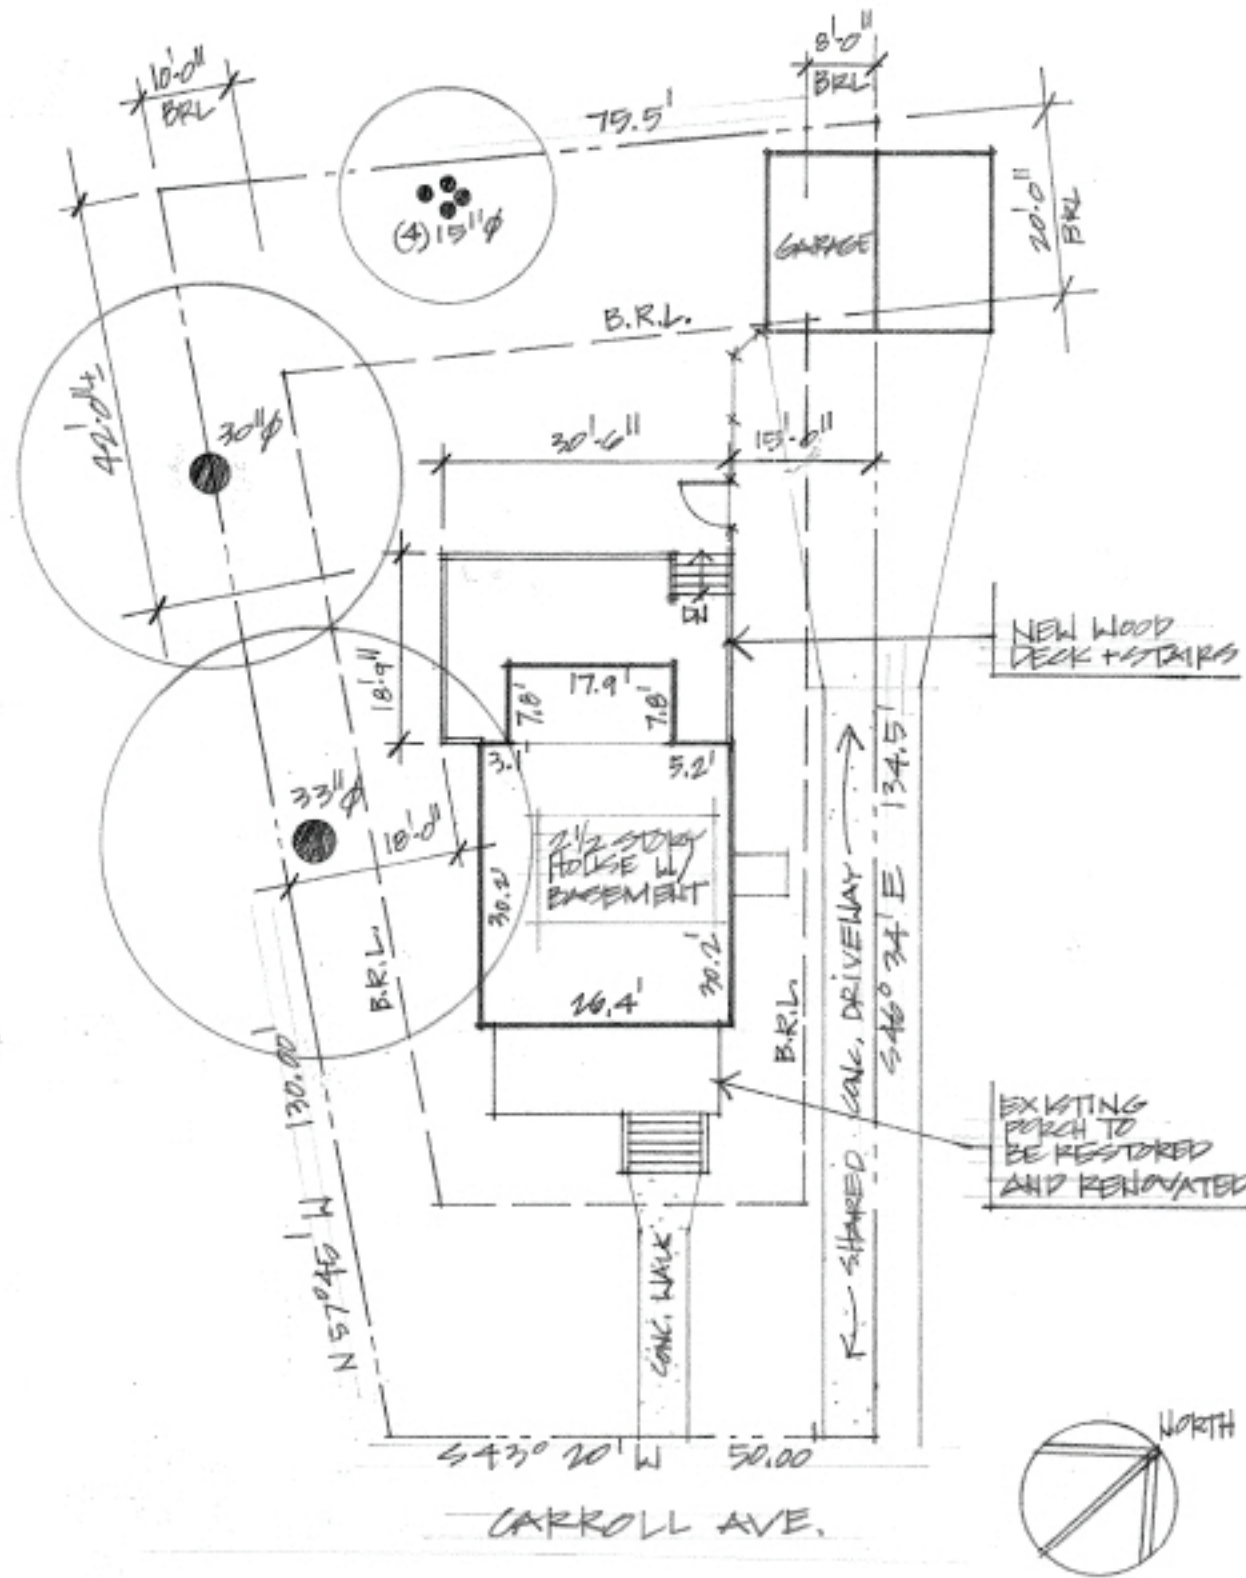 10'-0"
BRL
8'-0"
BRL
75.5'
(4) 15"φ
GARAGE
20'-0"
BRL
B.R.L.
42'-0"±
30"φ
30'-6"
15'-0"
DN
NEW WOOD
DECK + STAIRS
18'-9"
17.9'
7.8'
7.8'
3.1'
5.2'
33"φ
18'-0"
2 1/2 STORY
HOUSE W/
BASEMENT
30.2'
30.2'
26.4'
B.R.L.
B.R.L.
S46° 34' E 134.5'
SHARED CONC. DRIVEWAY
EXISTING
PORCH TO
BE RESTORED
AND RENOVATED
N 57° 45' W 130.00'
CONC. WALK
S43° 20' W 50.00
CARROLL AVE.
NORTH